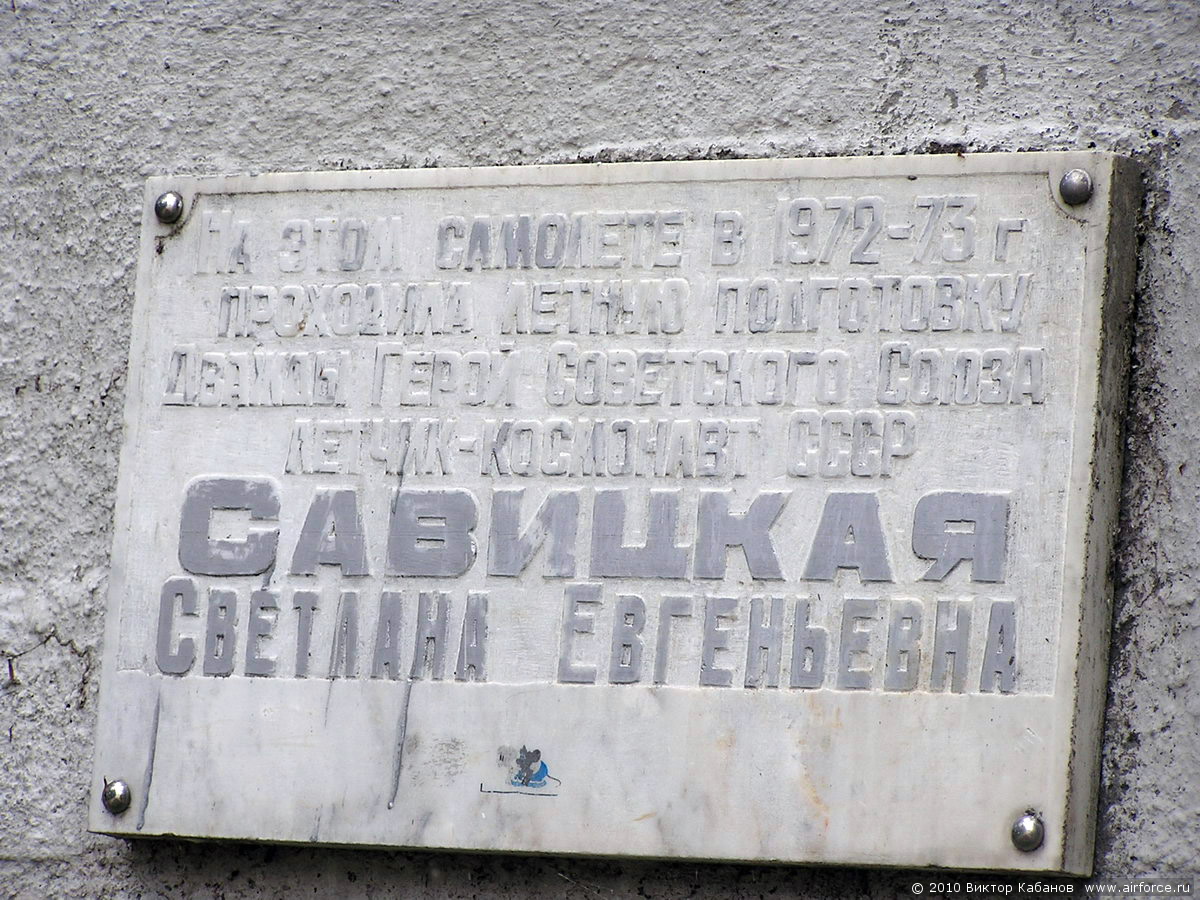 На этом самолете в 1972-73 г
проходила летную подготовку
Дважды Герой Советского Союза
летчик-космонавт СССР
САВИЦКАЯ
Светлана Евгеньевна
© 2010 Виктор Кабанов www.airforce.ru